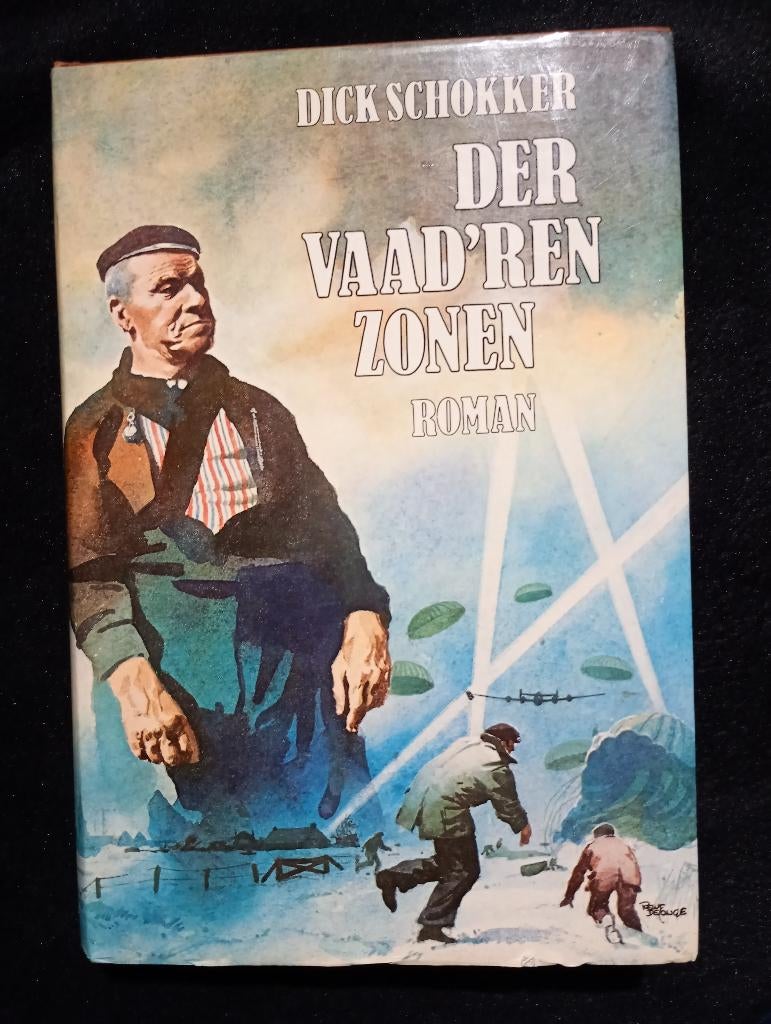 DICK SCHOKKER
DER
VAAD'REN
ZONEN
ROMAN